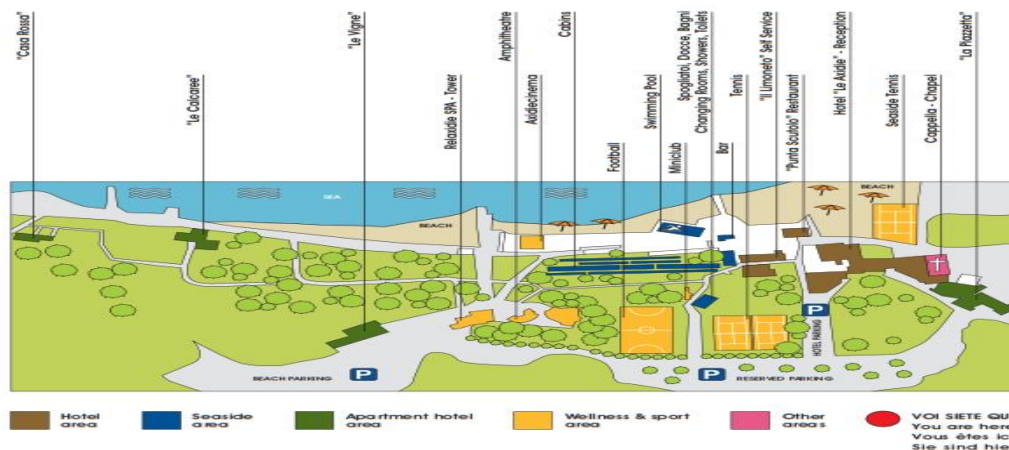 "Casa Rossa"
"Le Calcaree"
"Le Vigne"
Relaxidie SPA - Tower
Amphitheatre
Axidiecinema
Cabins
Football
Swimming Pool
Miniclub
Spogliatoi, Docce, Bagni
Changing Rooms, Showers, Toilets
Bar
Tennis
"Il Limoneto" Self Service
"Punta Scutolo" Restaurant
Hotel "Le Axidie" - Reception
Seaside Tennis
Cappella - Chapel
"La Piazzetta"
SEA
BEACH
BEACH
P
HOTEL PARKING
BEACH PARKING
P
P
RESERVED PARKING
Hotel
area
Seaside
area
Apartment hotel
area
Wellness & sport
area
Other
areas
VOI SIETE QU
You are here
Vous êtes ic
Sie sind hie